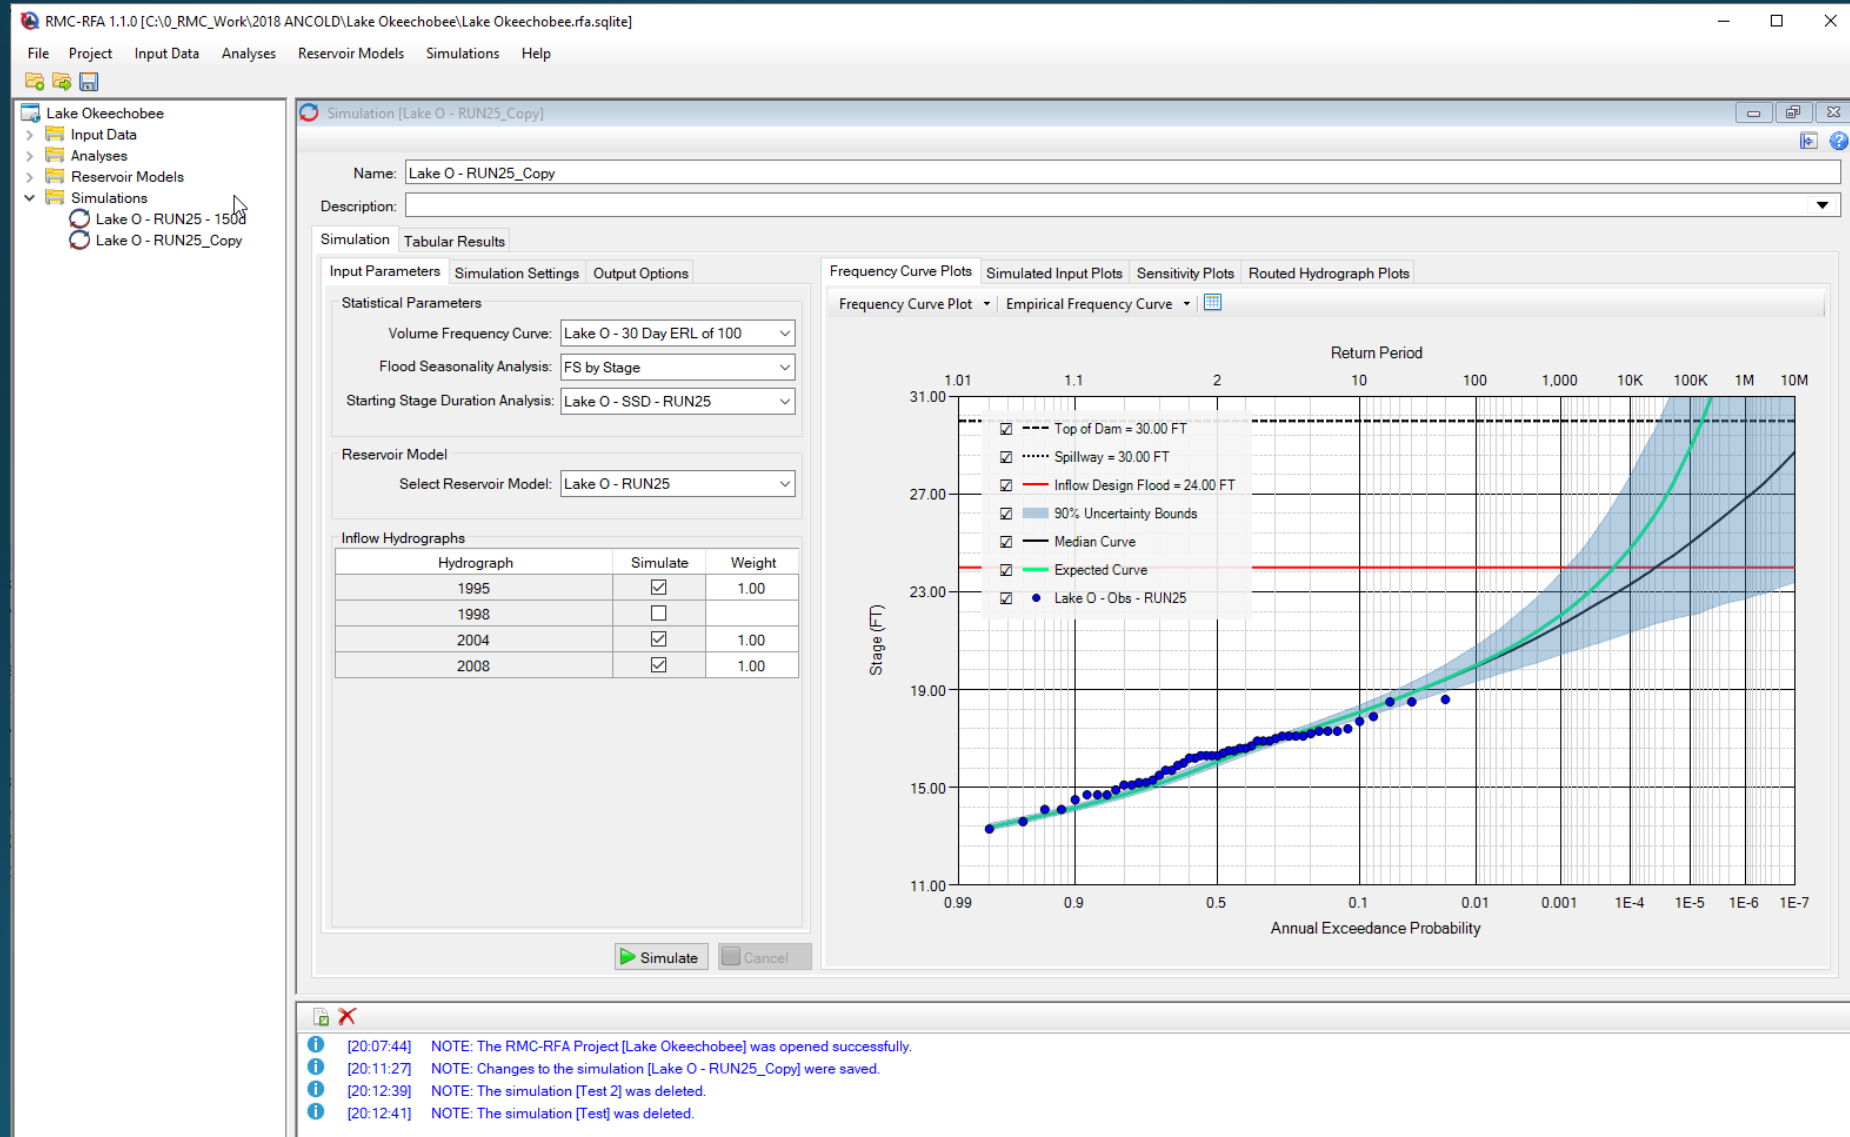 RMC-RFA 1.1.0 [C:\0_RMC_Work\2018 ANCOLD\Lake Okeechobee\Lake Okeechobee.rfa.sqlite]
File Project Input Data Analyses Reservoir Models Simulations Help
Lake Okeechobee
Input Data
Analyses
Reservoir Models
Simulations
Lake O - RUN25 - 150d
Lake O - RUN25_Copy
Simulation [Lake O - RUN25_Copy]
Name: Lake O - RUN25_Copy
Description:
Simulation Tabular Results
Input Parameters Simulation Settings Output Options
Statistical Parameters
Volume Frequency Curve: Lake O - 30 Day ERL of 100
Flood Seasonality Analysis: FS by Stage
Starting Stage Duration Analysis: Lake O - SSD - RUN25
Reservoir Model
Select Reservoir Model: Lake O - RUN25
Inflow Hydrographs
Hydrograph Simulate Weight
1995 1.00
1998
2004 1.00
2008 1.00
Simulate Cancel
Frequency Curve Plots Simulated Input Plots Sensitivity Plots Routed Hydrograph Plots
Frequency Curve Plot Empirical Frequency Curve
Return Period
1.01 1.1 2 10 100 1,000 10K 100K 1M 10M
31.00
27.00
23.00
19.00
15.00
11.00
Stage (FT)
Top of Dam = 30.00 FT
Spillway = 30.00 FT
Inflow Design Flood = 24.00 FT
90% Uncertainty Bounds
Median Curve
Expected Curve
Lake O - Obs - RUN25
0.99 0.9 0.5 0.1 0.01 0.001 1E-4 1E-5 1E-6 1E-7
Annual Exceedance Probability
[20:07:44] NOTE: The RMC-RFA Project [Lake Okeechobee] was opened successfully.
[20:11:27] NOTE: Changes to the simulation [Lake O - RUN25_Copy] were saved.
[20:12:39] NOTE: The simulation [Test 2] was deleted.
[20:12:41] NOTE: The simulation [Test] was deleted.